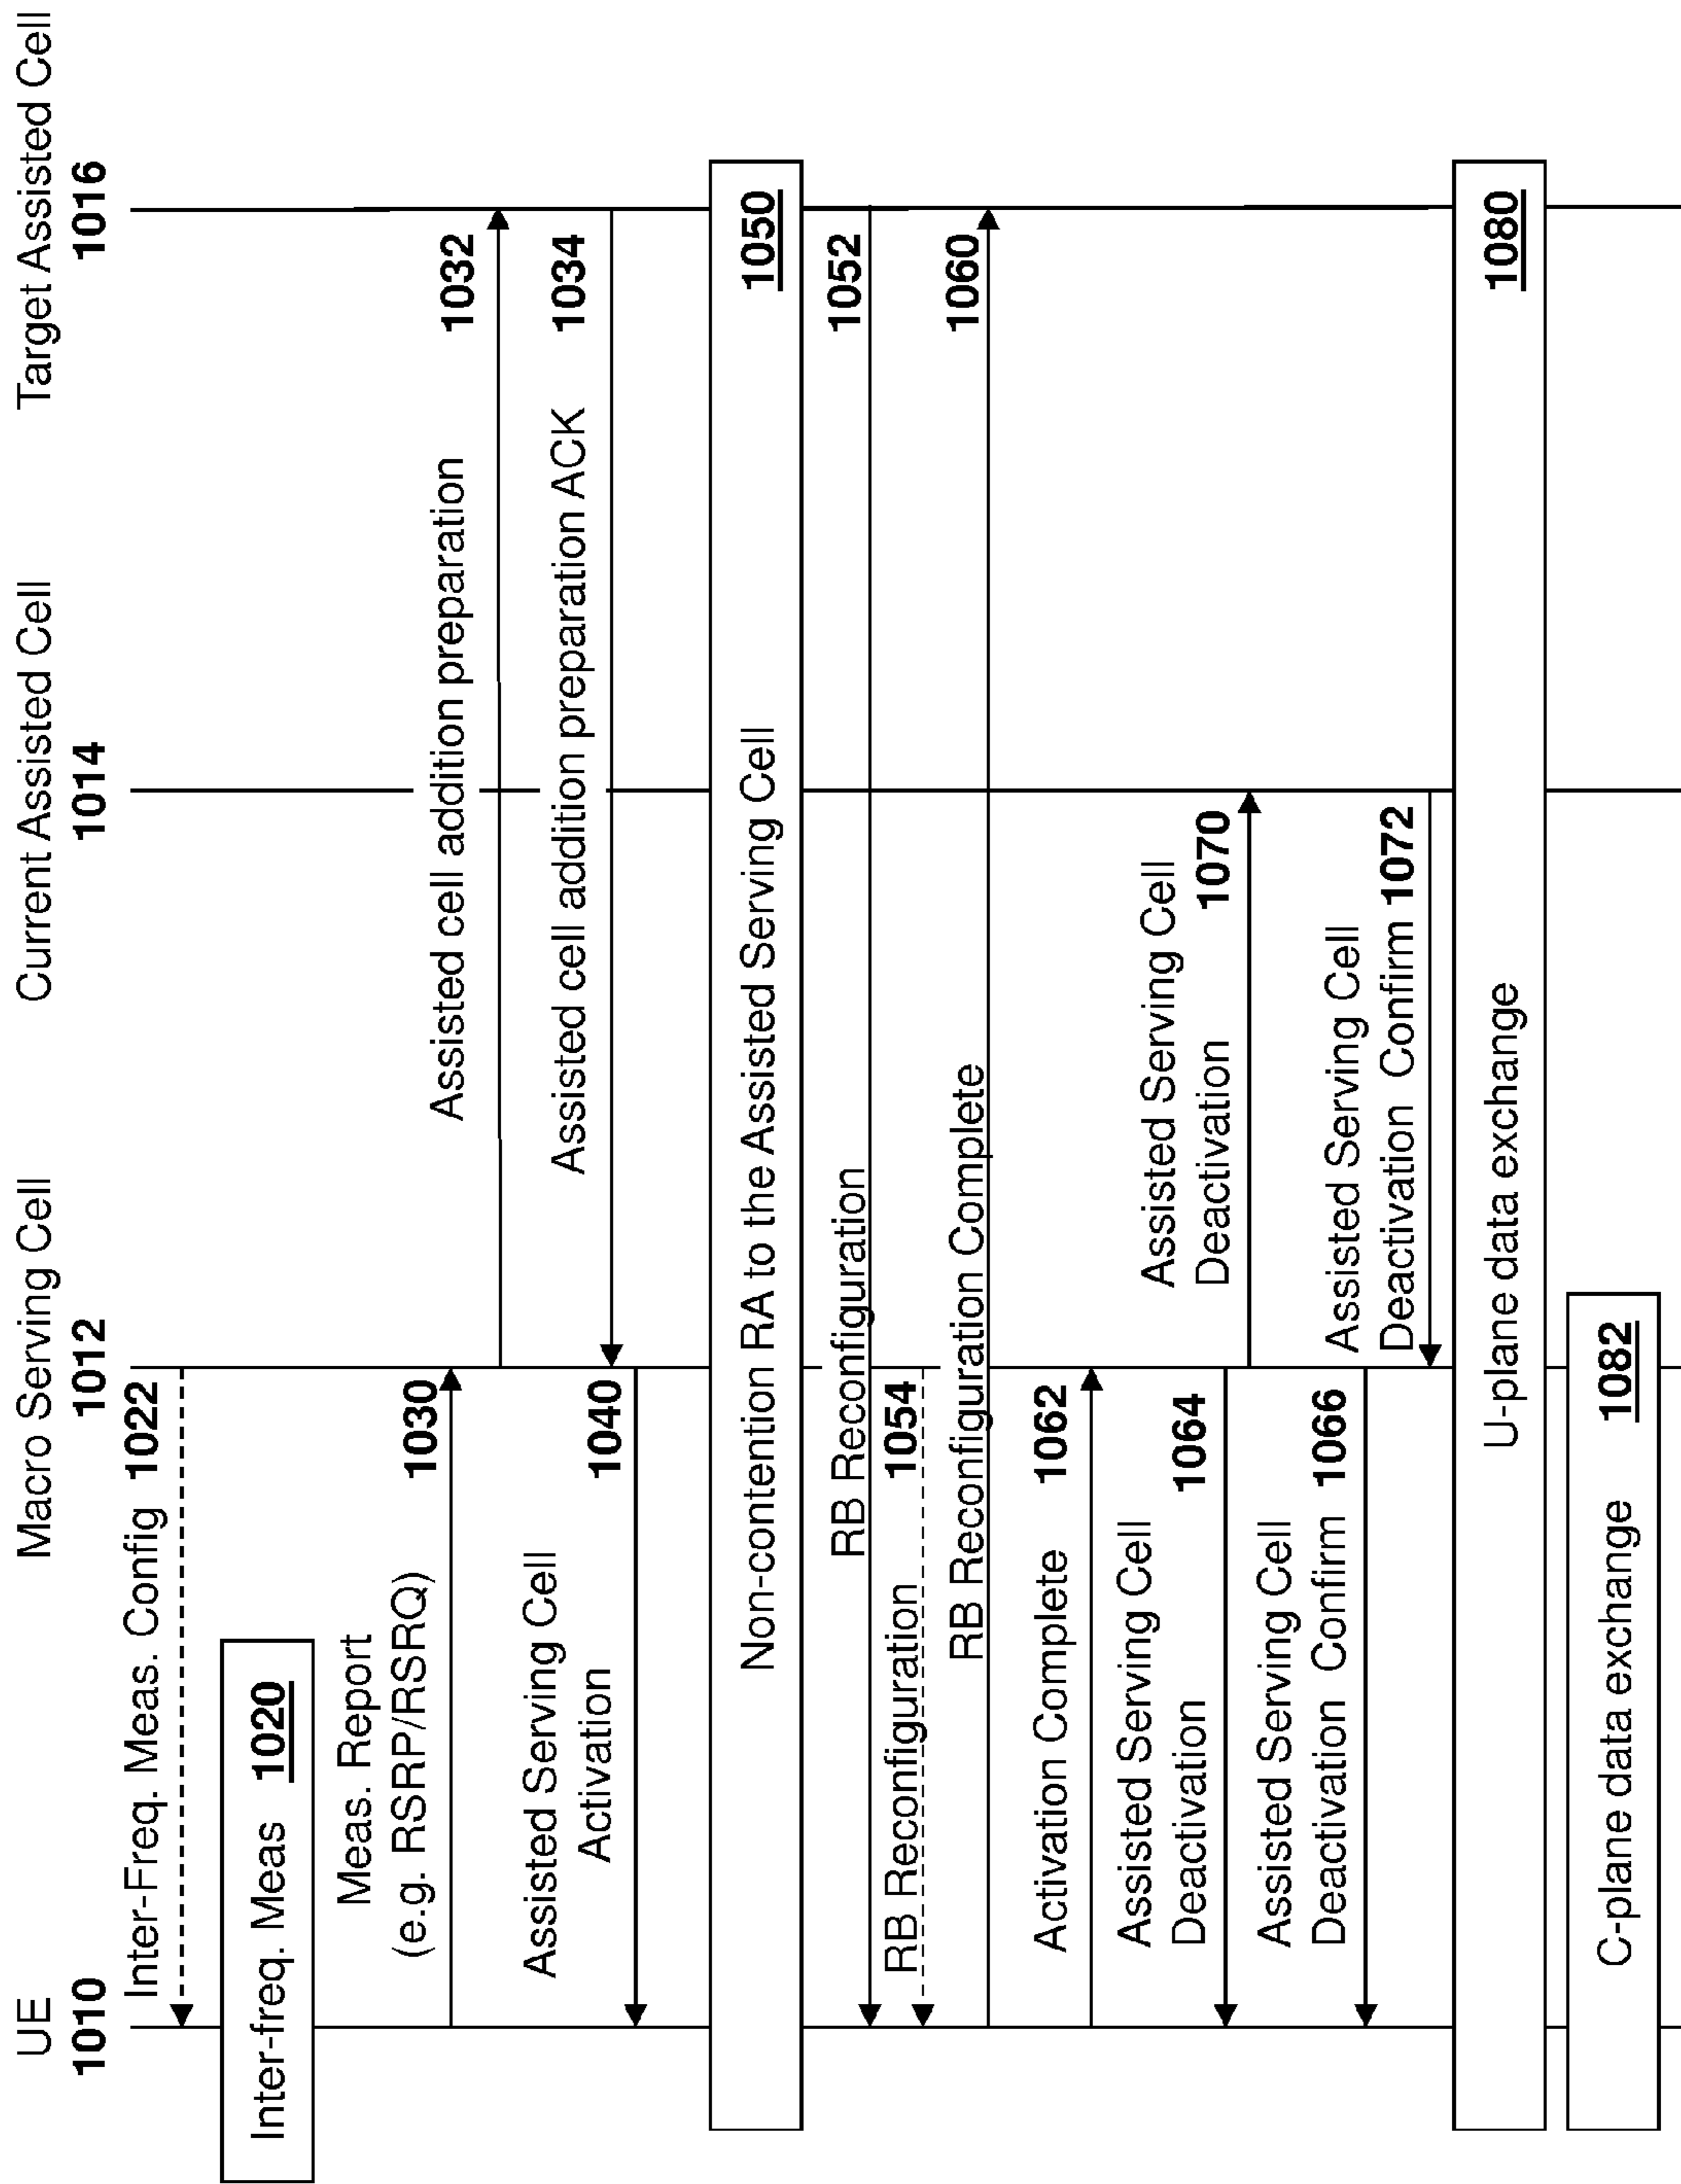 UE
1010
Macro Serving Cell
1012
Current Assisted Cell
1014
Target Assisted Cell
1016
Inter-Freq. Meas. Config 1022
Inter-freq. Meas 1020
Meas. Report
(e.g. RSRP/RSRQ)
1030
Assisted cell addition preparation
1032
Assisted cell addition preparation ACK 1034
Assisted Serving Cell
Activation
1040
Non-contention RA to the Assisted Serving Cell
1050
RB Reconfiguration
1052
RB Reconfiguration 1054
RB Reconfiguration Complete
1060
Activation Complete 1062
Assisted Serving Cell
Deactivation
1064
Assisted Serving Cell
Deactivation
1070
Assisted Serving Cell
Deactivation Confirm 1066
Assisted Serving Cell
Deactivation Confirm 1072
U-plane data exchange
1080
C-plane data exchange 1082